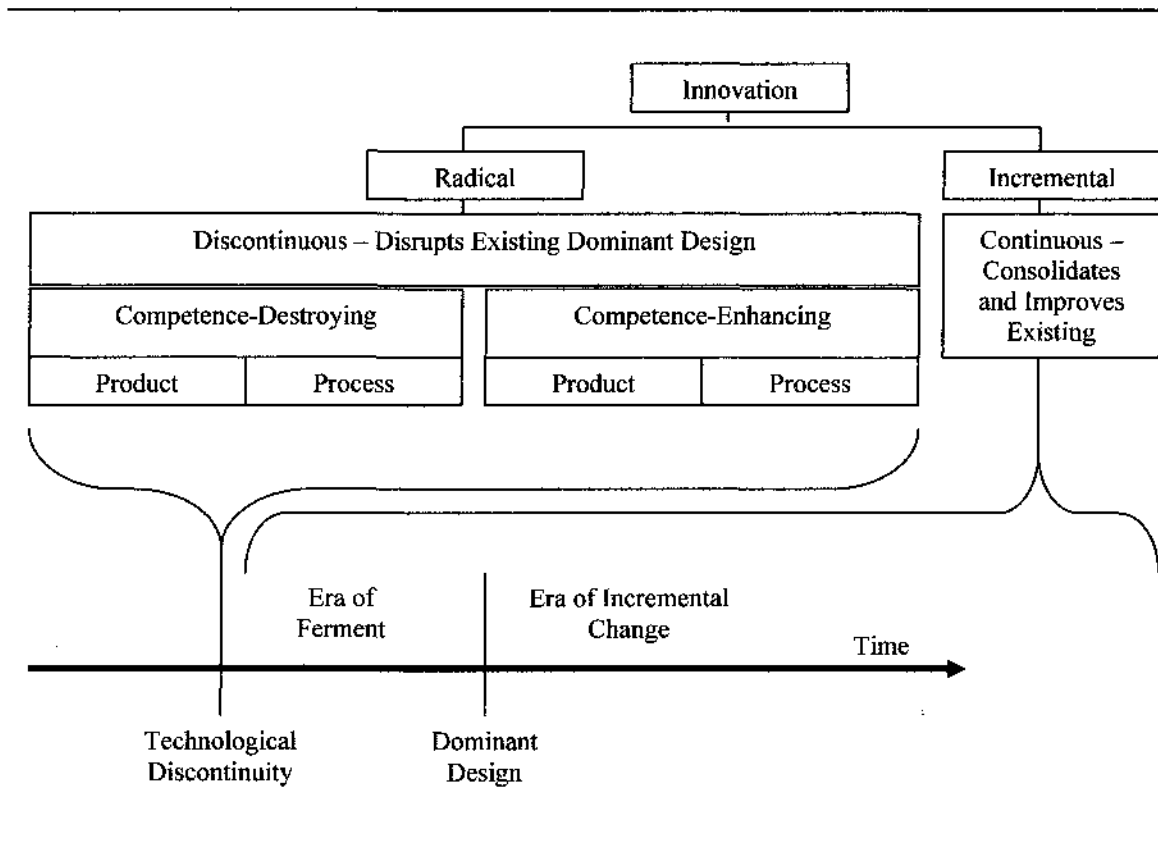 Innovation
Radical
Incremental
Discontinuous – Disrupts Existing Dominant Design
Continuous –
Consolidates
and Improves
Existing
Competence-Destroying
Competence-Enhancing
Product
Process
Product
Process
Era of
Ferment
Era of Incremental
Change
Time
Technological
Discontinuity
Dominant
Design